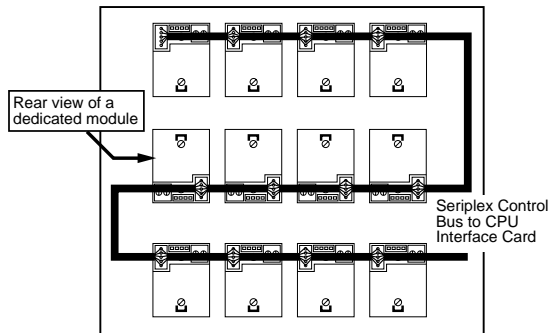 Rear view of a
dedicated module
Seriplex Control
Bus to CPU
Interface Card